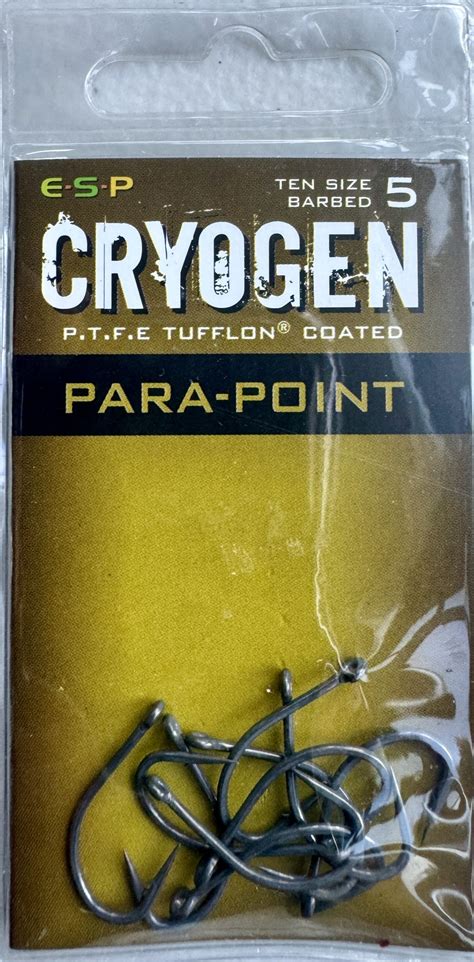 E-S-P
TEN SIZE 5
BARBED
CRYOGEN
P.T.F.E TUFFLON® COATED
PARA-POINT